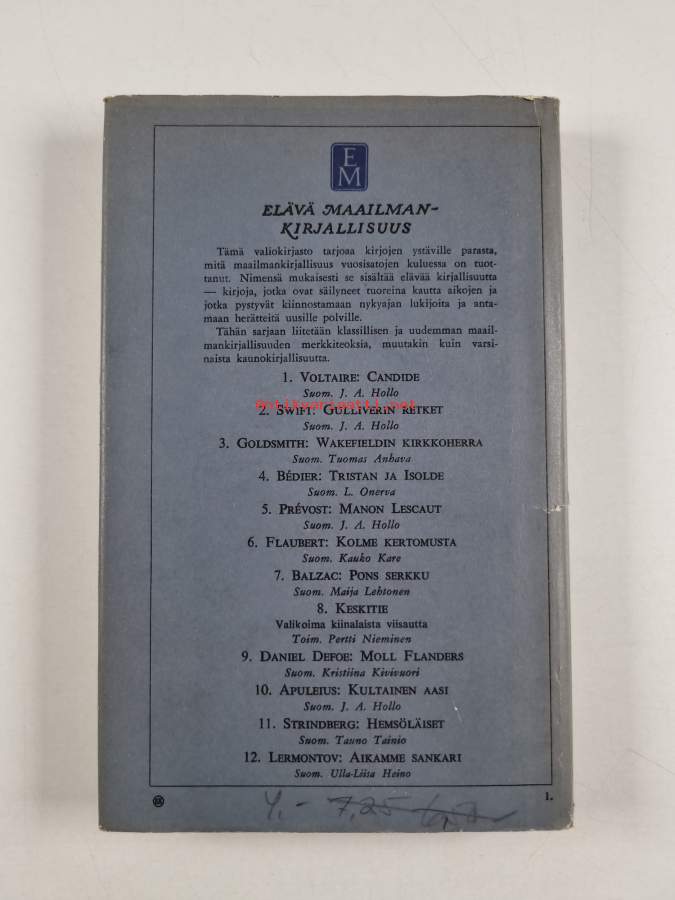 E
M
ELÄVÄ MAAILMAN-
KIRJALLISUUS
Tämä valiokirjasto tarjoaa kirjojen ystäville parasta,
mitä maailmankirjallisuus vuosisatojen kuluessa on tuot-
tanut. Nimensä mukaisesti se sisältää elävää kirjallisuutta
— kirjoja, jotka ovat säilyneet tuoreina kautta aikojen ja
jotka pystyvät kiinnostamaan nykyajan lukijoita ja anta-
maan herätteitä uusille polville.
Tähän sarjaan liitetään klassillisen ja uudemman maail-
mankirjallisuuden merkkiteoksia, muutakin kuin varsi-
naista kaunokirjallisuutta.
1. VOLTAIRE: CANDIDE
Suom. J. A. Hollo
antikvariaatti.net
2. SWIFT: GULLIVERIN RETKET
Suom. J. A. Hollo
3. GOLDSMITH: WAKEFIELDIN KIRKKOHERRA
Suom. Tuomas Anhava
4. BÉDIER: TRISTAN JA ISOLDE
Suom. L. Onerva
5. PRÉVOST: MANON LESCAUT
Suom. J. A. Hollo
6. FLAUBERT: KOLME KERTOMUSTA
Suom. Kauko Kare
7. BALZAC: PONS SERKKU
Suom. Maija Lehtonen
8. KESKITIE
Valikoima kiinalaista viisautta
Toim. Pertti Nieminen
9. DANIEL DEFOE: MOLL FLANDERS
Suom. Kristiina Kivivuori
10. APULEIUS: KULTAINEN AASI
Suom. J. A. Hollo
11. STRINDBERG: HEMSÖLÄISET
Suom. Tauno Tainio
12. LERMONTOV: AIKAMME SANKARI
Suom. Ulla-Liisa Heino
1.
4.- 7,25